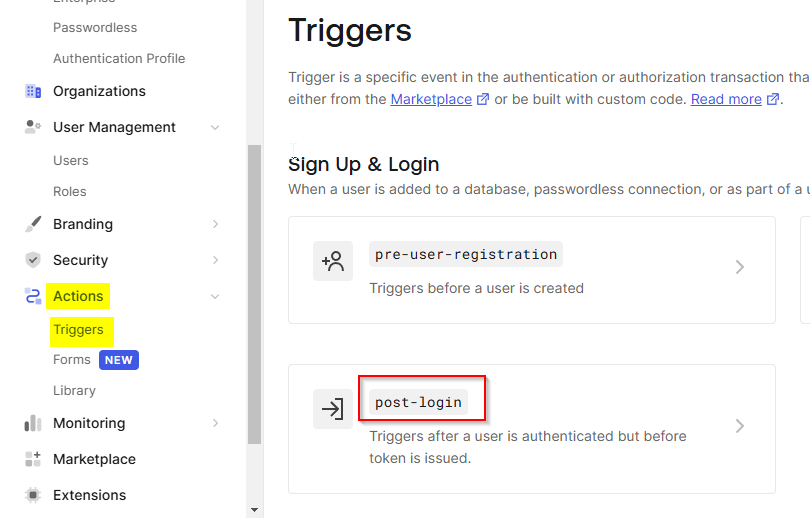 Enterprise
Passwordless
Authentication Profile
Organizations
User Management
Users
Roles
Branding
Security
Actions
Triggers
Forms NEW
Library
Monitoring
Marketplace
Extensions
Triggers
Trigger is a specific event in the authentication or authorization transaction tha
either from the Marketplace or be built with custom code. Read more .
Sign Up & Login
When a user is added to a database, passwordless connection, or as part of a u
pre-user-registration
Triggers before a user is created
post-login
Triggers after a user is authenticated but before
token is issued.